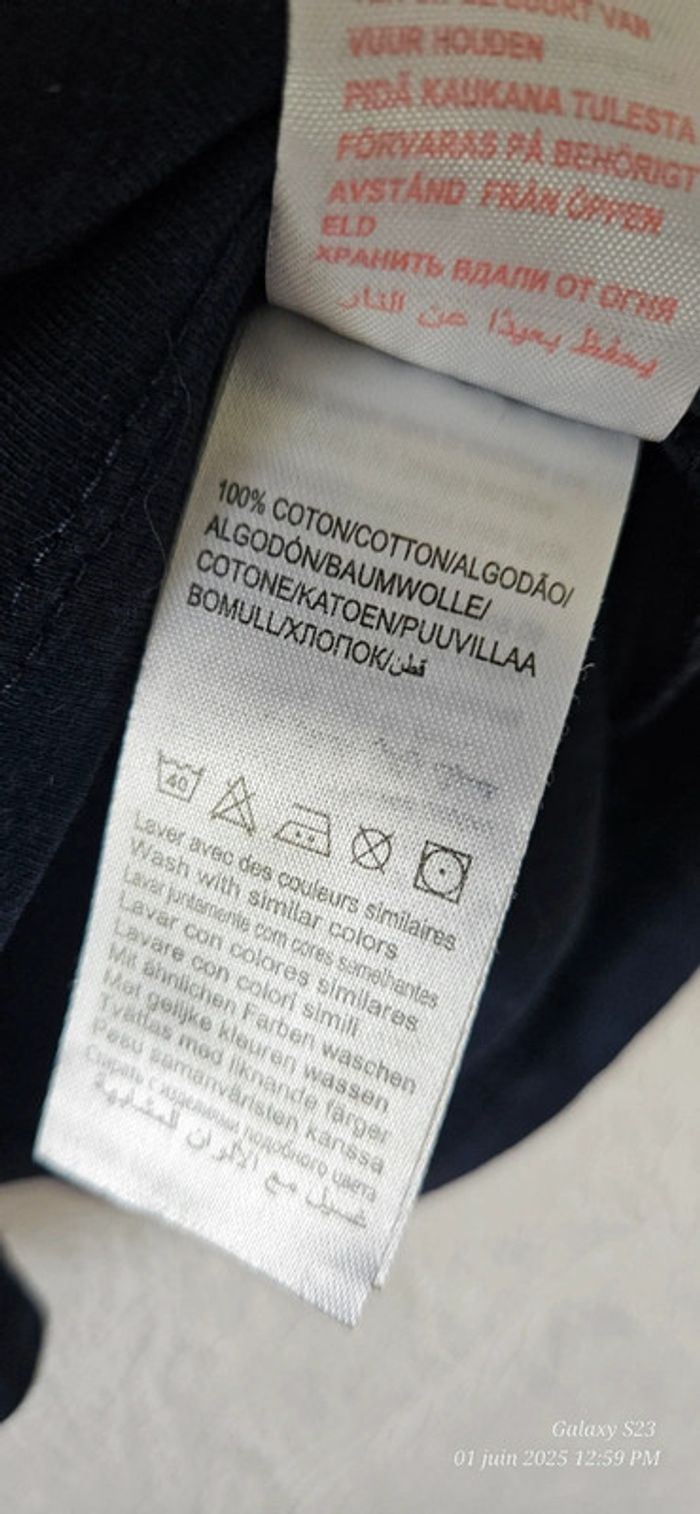 VUUR HOUDEN
PIDÄ KAUKANA TULESTA
FÖRVARAS PÅ BEHÖRIGT
AVSTÅND FRÅN ÖPPEN
ELD
ХРАНИТЬ ВДАЛИ ОТ ОГНЯ
يحفظ بعيدًا عن النار
100% COTON/COTTON/ALGODÃO/
ALGODÓN/BAUMWOLLE/
COTONE/KATOEN/PUUVILLAA
BOMULL/ХЛОПОК/قطن
40
Laver avec des couleurs similaires
Wash with similar colors
Lavar juntamente com cores semelhantes
Lavar con colores similares
Lavare con colori simili
Mit ähnlichen Farben waschen
Met gelijke kleuren wassen
Tvättas med liknande färger
Pesu samanväristen kanssa
Стирать с изделиями подобного цвета
غسيل مع الألوان المشابهة
Galaxy S23
01 juin 2025 12:59 PM